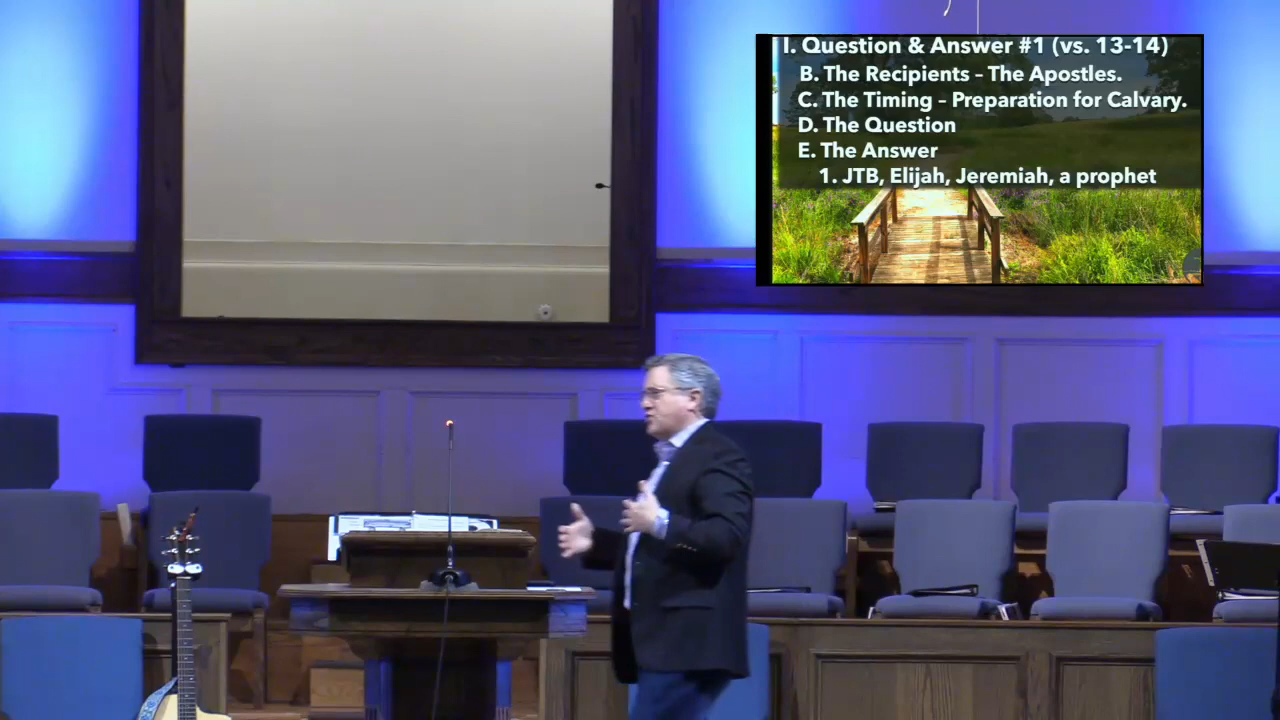 I. Question & Answer #1 (vs. 13-14)
B. The Recipients – The Apostles.
C. The Timing – Preparation for Calvary.
D. The Question
E. The Answer
1. JTB, Elijah, Jeremiah, a prophet